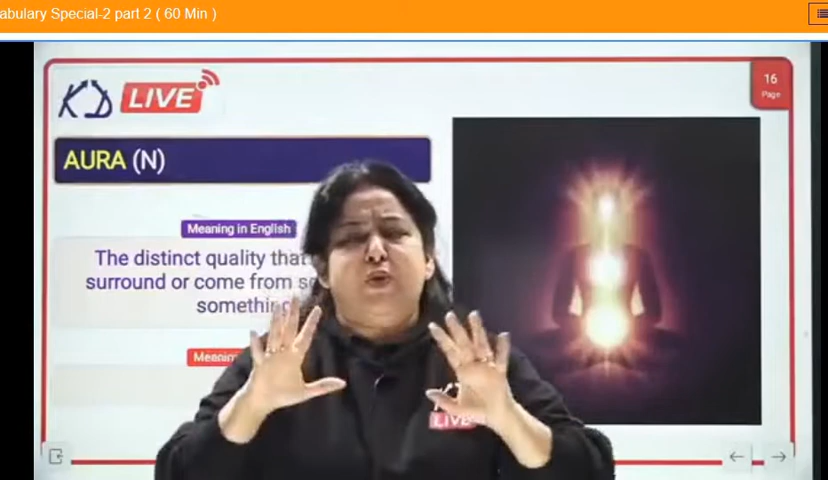 abulary Special-2 part 2 ( 60 Min )
KD LIVE
16
Page
AURA (N)
Meaning in English
The distinct quality that
surround or come from
LIVE